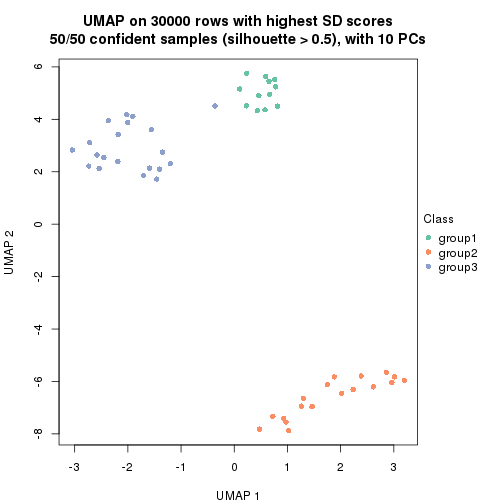 UMAP on 30000 rows with highest SD scores
50/50 confident samples (silhouette > 0.5), with 10 PCs
6
4
2
0
-2
-4
-6
-8
UMAP 2
-3
-2
-1
0
1
2
3
UMAP 1
Class
group1
group2
group3